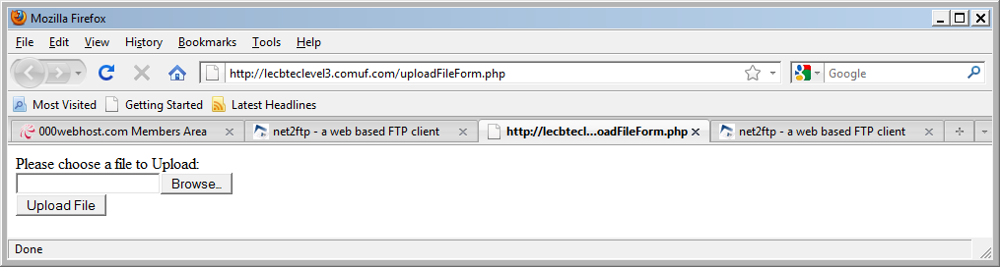 Mozilla Firefox
File Edit View History Bookmarks Tools Help
http://lecbteclevel3.comuf.com/uploadFileForm.php Google
Most Visited Getting Started Latest Headlines
000webhost.com Members Area net2ftp - a web based FTP client http://lecbtecl...oadFileForm.php net2ftp - a web based FTP client
Please choose a file to Upload:
Browse...
Upload File
Done